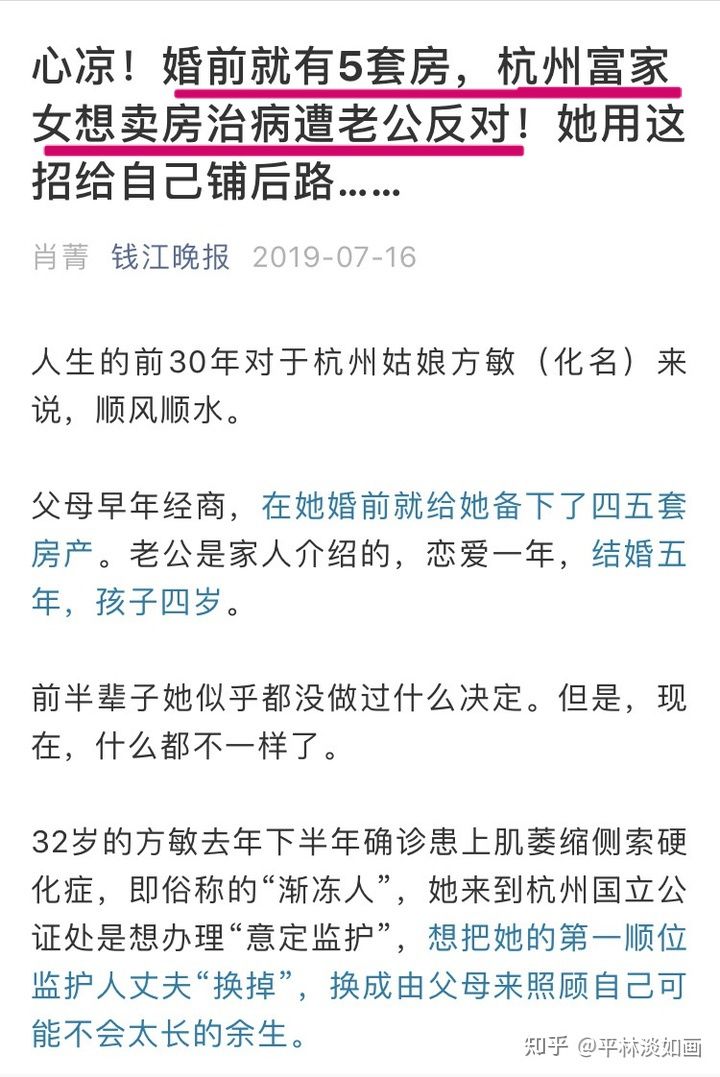 心凉！婚前就有5套房，杭州富家
女想卖房治病遭老公反对！她用这
招给自己铺后路……
肖菁 钱江晚报 2019-07-16
人生的前30年对于杭州姑娘方敏（化名）来
说，顺风顺水。
父母早年经商，在她婚前就给她备下了四五套
房产。老公是家人介绍的，恋爱一年，结婚五
年，孩子四岁。
前半辈子她似乎都没做过什么决定。但是，现
在，什么都不一样了。
32岁的方敏去年下半年确诊患上肌萎缩侧索硬
化症，即俗称的“渐冻人”，她来到杭州国立公
证处是想办理“意定监护”，想把她的第一顺位
监护人丈夫“换掉”，换成由父母来照顾自己可
能不会太长的余生。
知乎 @平林淡如画